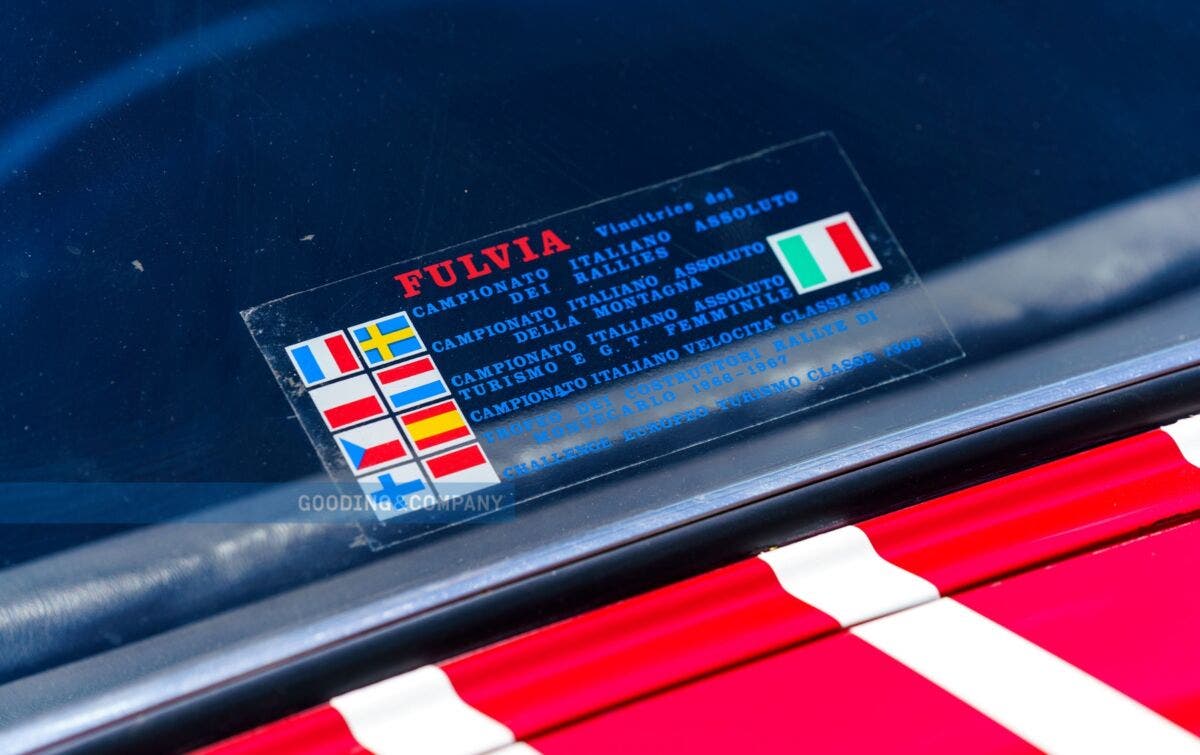 FULVIA Vincitrice del
CAMPIONATO ITALIANO ASSOLUTO
DEI RALLIES
CAMPIONATO ITALIANO ASSOLUTO
DELLA MONTAGNA
CAMPIONATO ITALIANO ASSOLUTO
TURISMO E G. T. FEMMINILE
CAMPIONATO ITALIANO VELOCITA' CLASSE 1300
TROFEO DEI COSTRUTTORI RALLYE DI
MONTECARLO 1966-1967
CHALLENGE EUROPEO TURISMO CLASSE 1300
GOODING&COMPANY